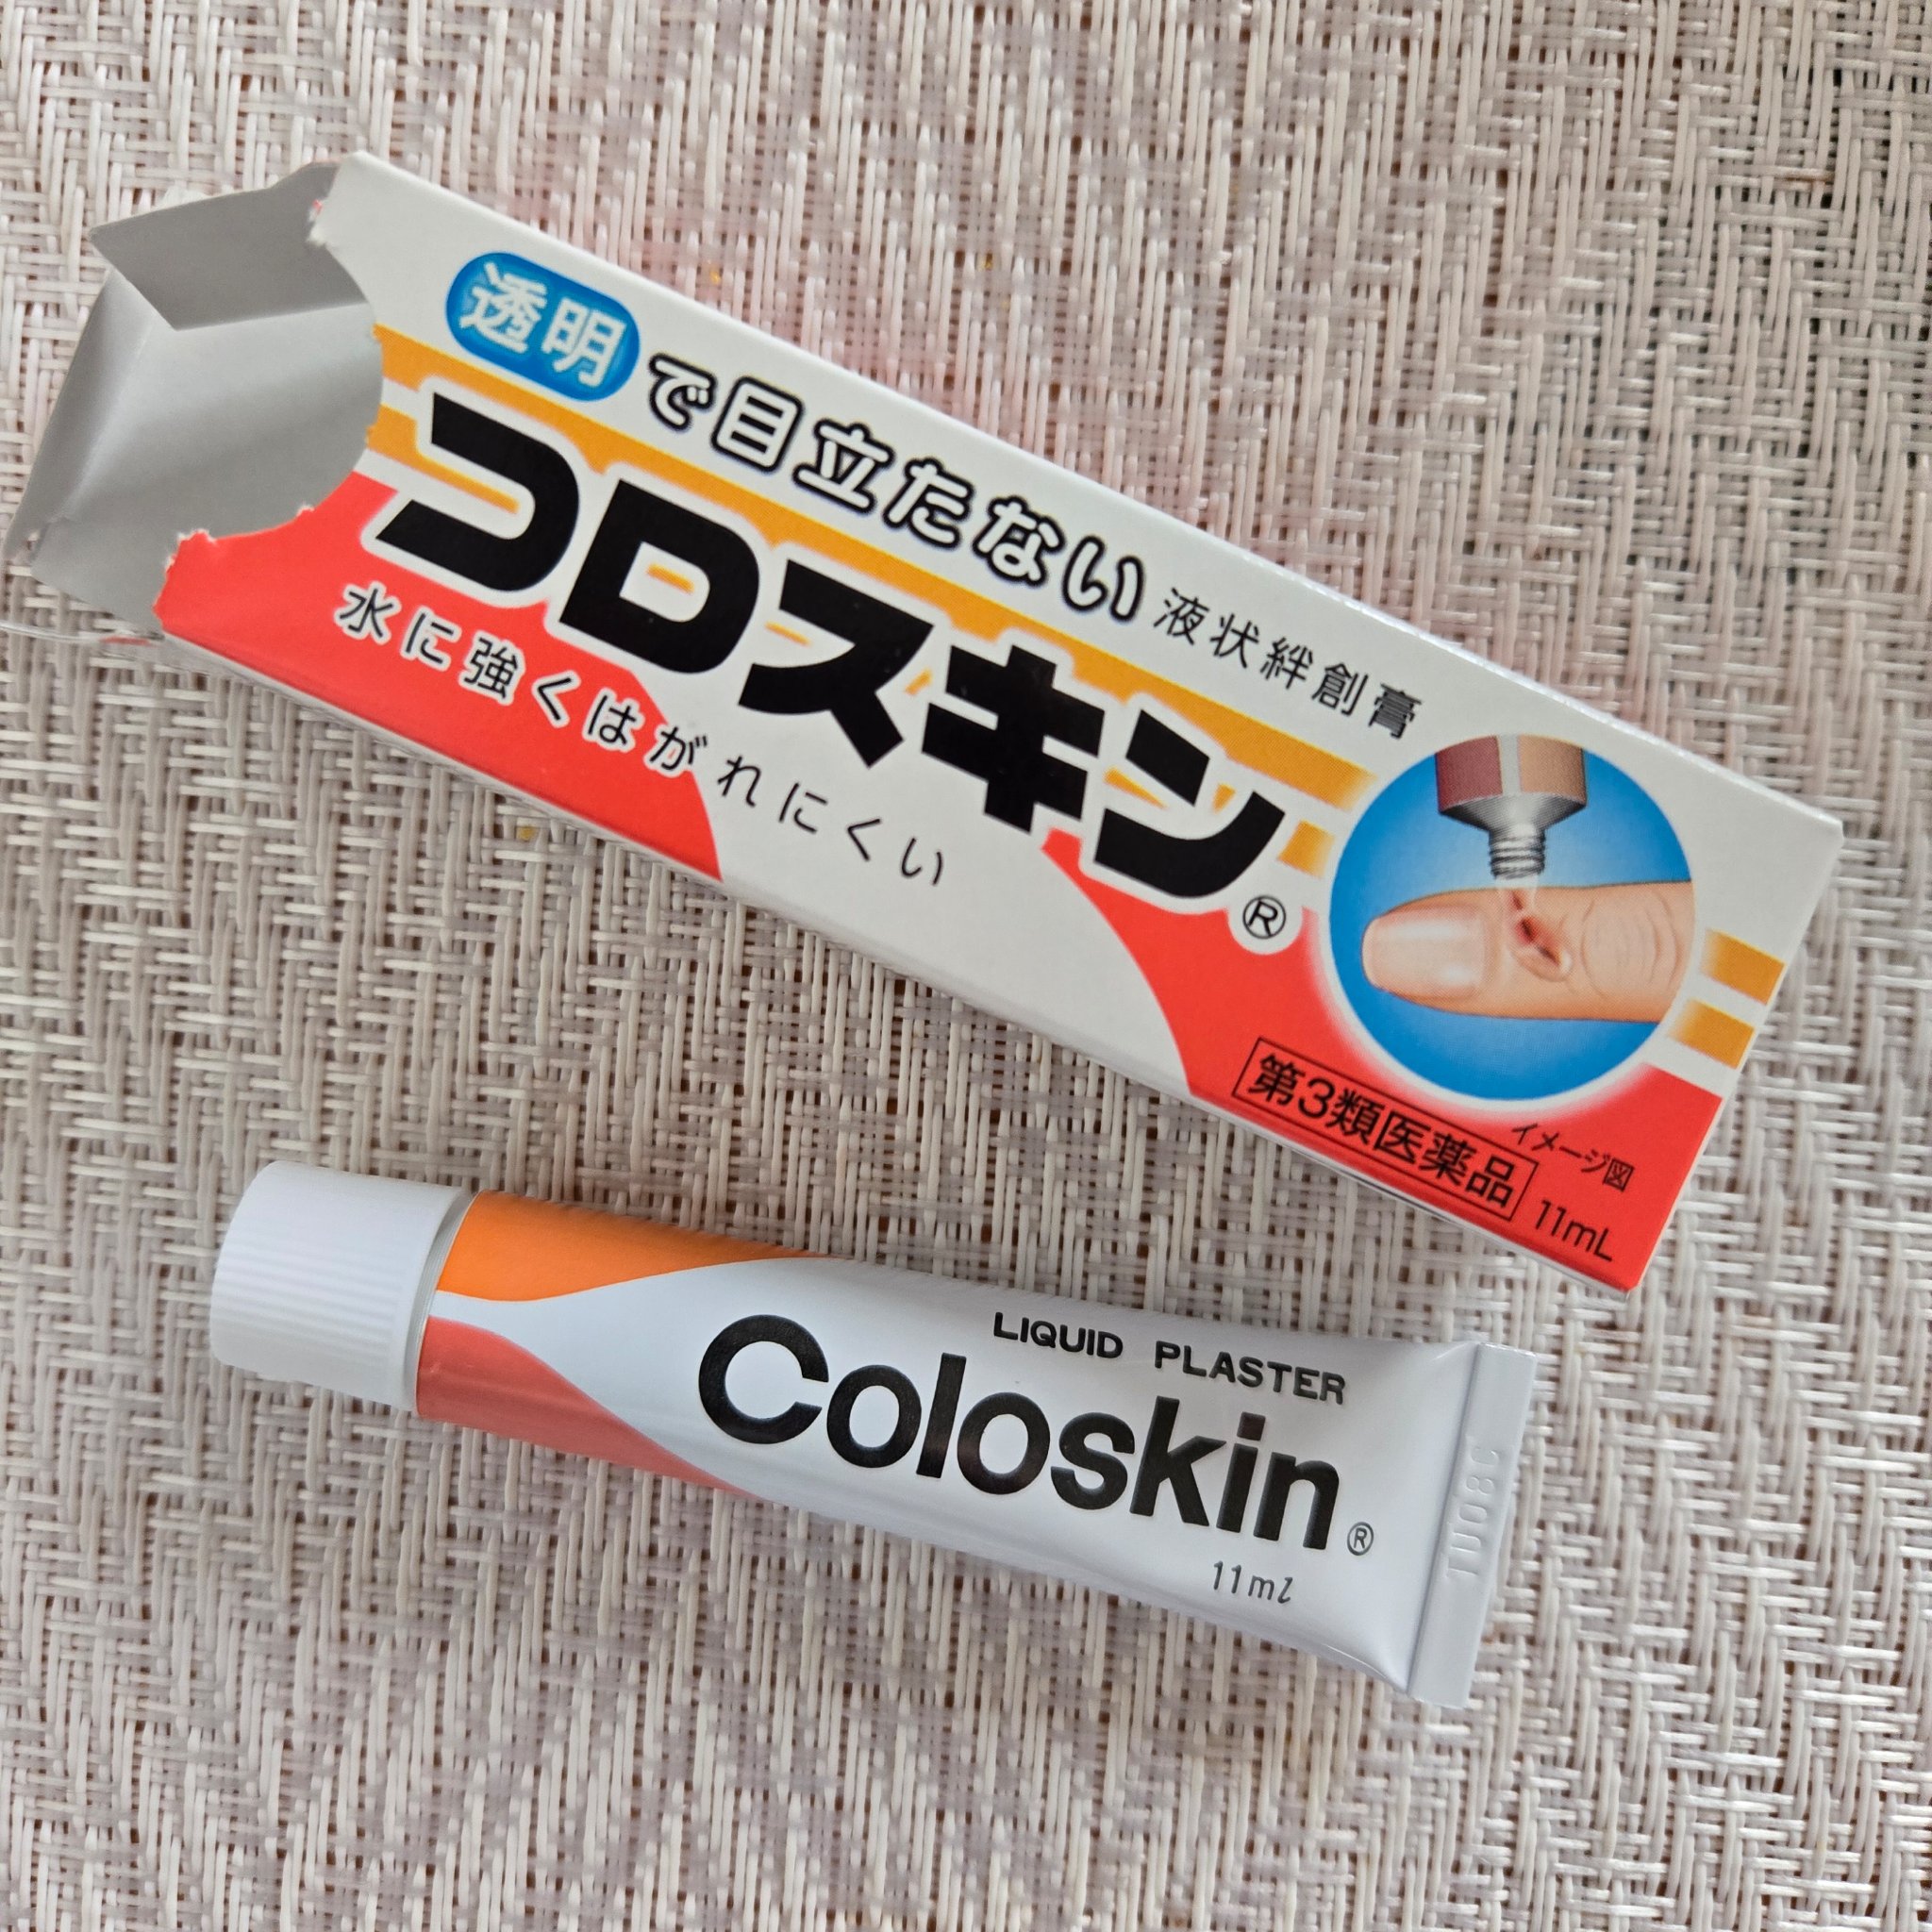 透明で目立たない 液状絆創膏
コロスキン®
水に強くはがれにくい
イメージ図
第3類医薬品 11mL
LIQUID PLASTER
Coloskin®
11ml
TU08C